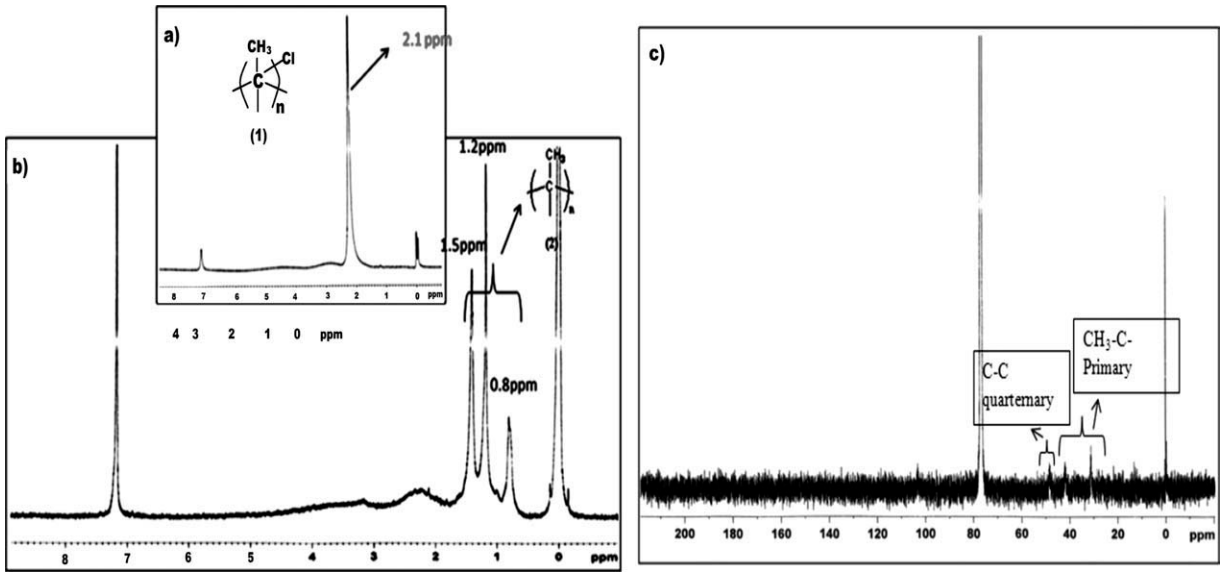 a)
2.1ppm
CH₃
Cl
C
n
(1)
8 7 6 5 4 3 2 1 0 ppm
4 3 2 1 0 ppm
b)
1.2ppm
CH₃
C
n
(2)
1.5ppm
0.8ppm
8 7 6 5 4 3 2 1 0 ppm
c)
CH₃-C-
Primary
C-C
quarternary
200 180 160 140 120 100 80 60 40 20 0 ppm